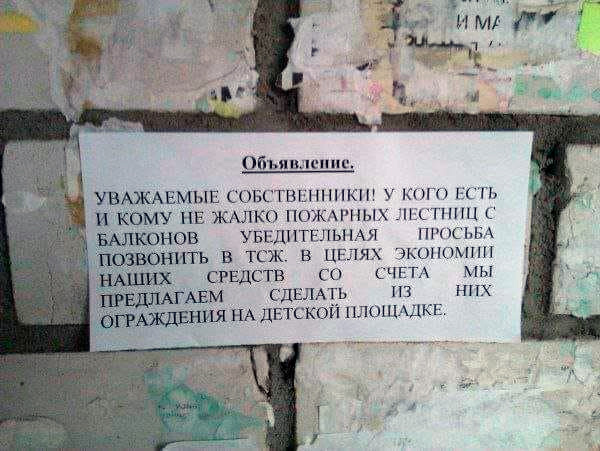 И МА
Объявление.
УВАЖАЕМЫЕ СОБСТВЕННИКИ! У КОГО ЕСТЬ
И КОМУ НЕ ЖАЛКО ПОЖАРНЫХ ЛЕСТНИЦ С
БАЛКОНОВ УБЕДИТЕЛЬНАЯ ПРОСЬБА
ПОЗВОНИТЬ В ТСЖ. В ЦЕЛЯХ ЭКОНОМИИ
НАШИХ СРЕДСТВ СО СЧЕТА МЫ
ПРЕДЛАГАЕМ СДЕЛАТЬ ИЗ НИХ
ОГРАЖДЕНИЯ НА ДЕТСКОЙ ПЛОЩАДКЕ.